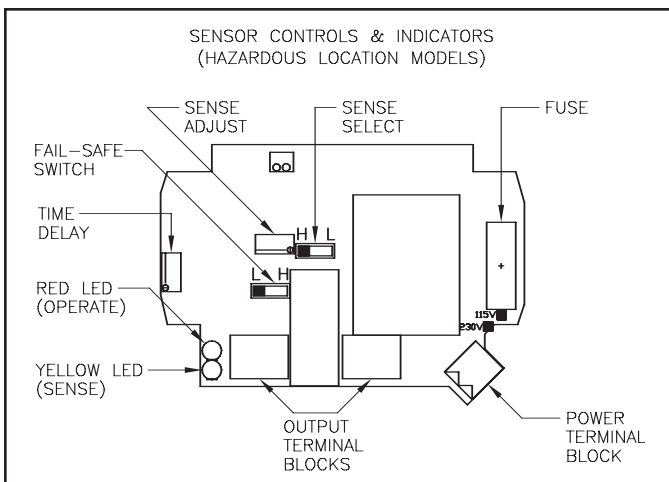 SENSOR CONTROLS & INDICATORS
(HAZARDOUS LOCATION MODELS)
SENSE
ADJUST
SENSE
SELECT
FUSE
FAIL–SAFE
SWITCH
TIME
DELAY
H L
L H
RED LED
(OPERATE)
115V
230V
YELLOW LED
(SENSE)
OUTPUT
TERMINAL
BLOCKS
POWER
TERMINAL
BLOCK